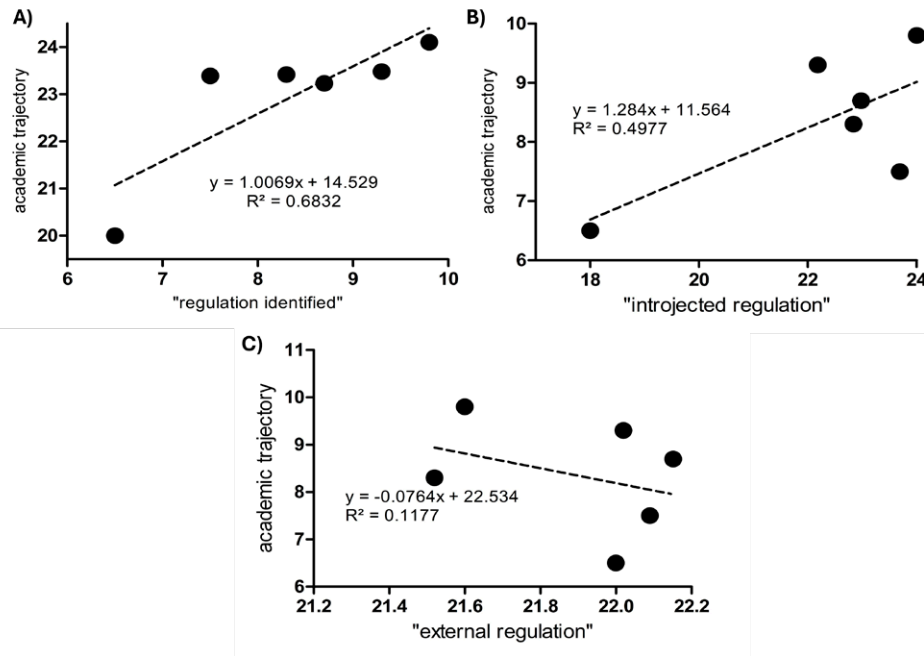 A)
24
23
22
21
20
academic trajectory
y = 1.0069x + 14.529
R² = 0.6832
6 7 8 9 10
"regulation identified"
B)
10
9
8
7
6
academic trajectory
y = 1.284x + 11.564
R² = 0.4977
18 20 22 24
"introjected regulation"
C)
11
10
9
8
7
6
academic trajectory
y = -0.0764x + 22.534
R² = 0.1177
21.2 21.4 21.6 21.8 22.0 22.2
"external regulation"